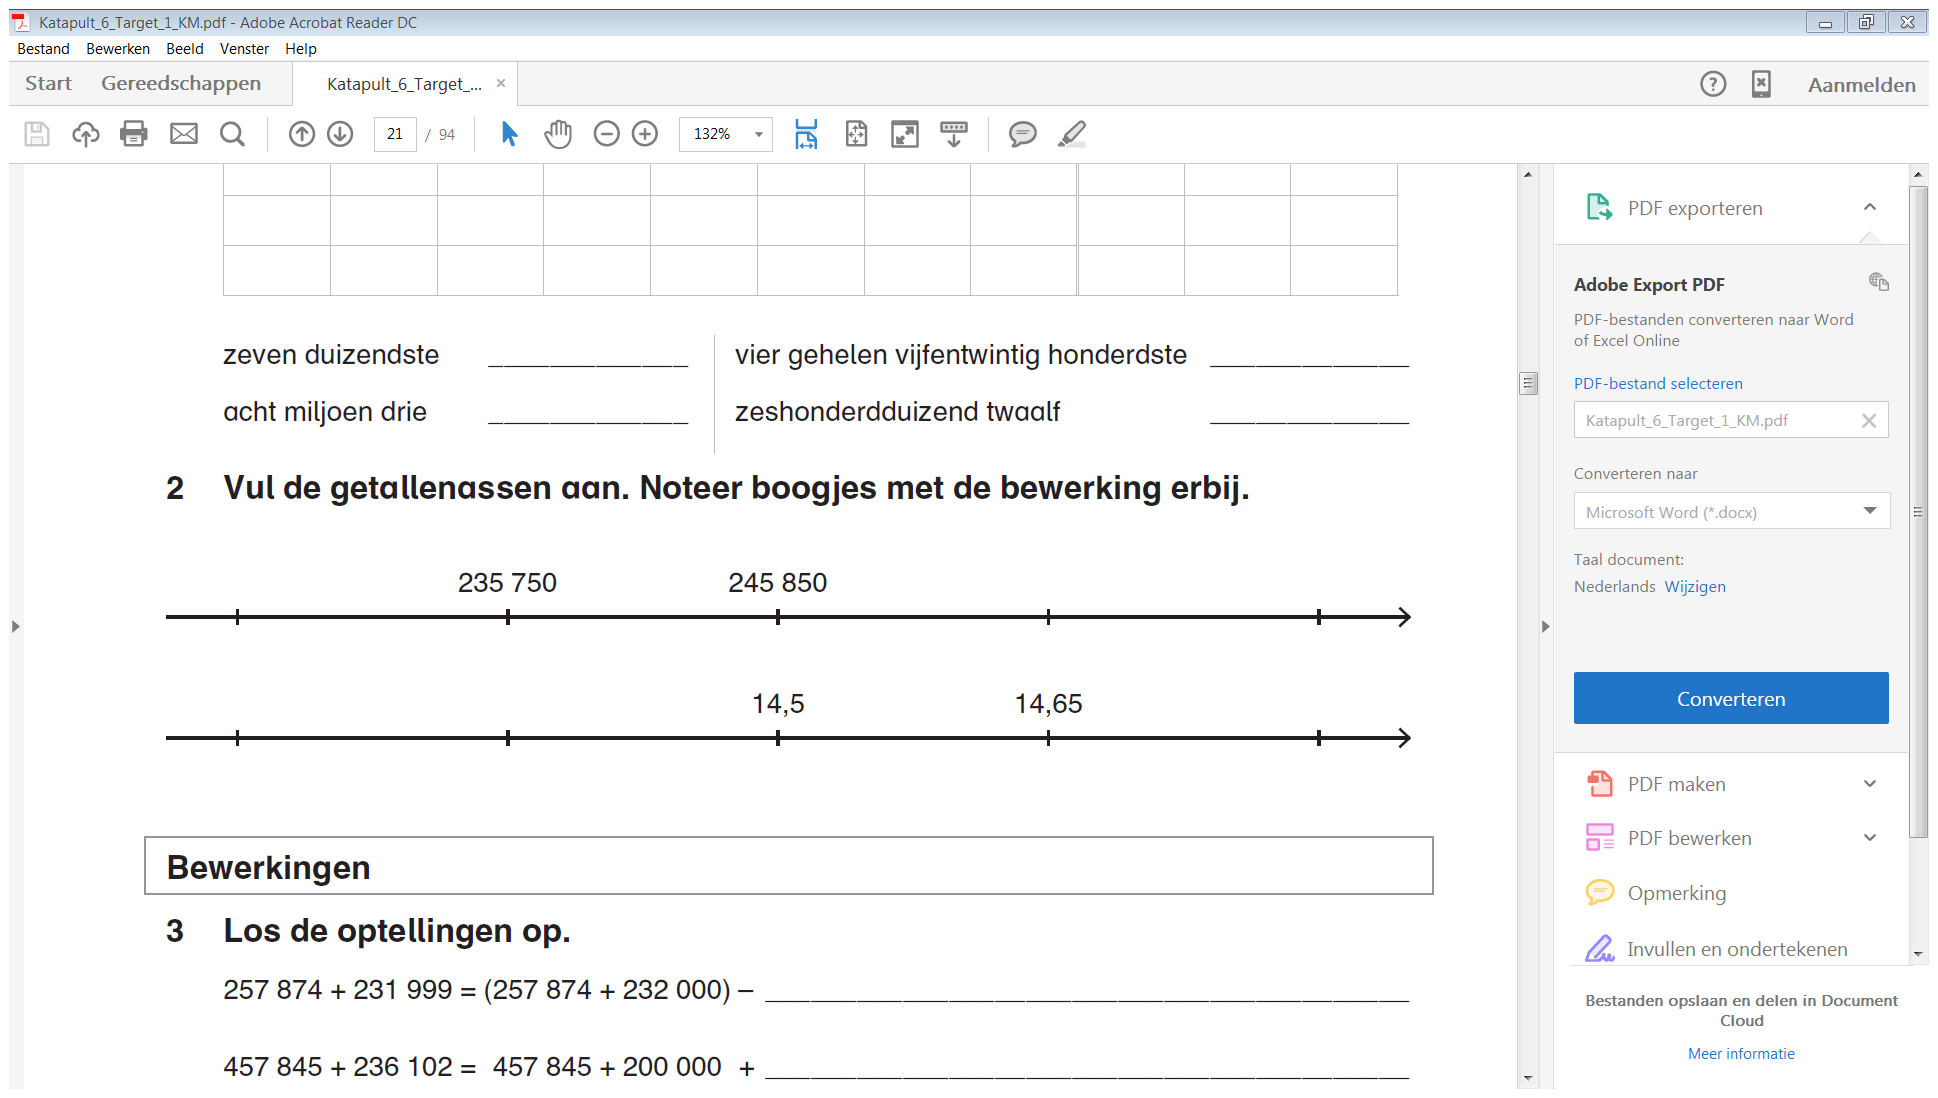 Katapult_6_Target_1_KM.pdf - Adobe Acrobat Reader DC
Bestand Bewerken Beeld Venster Help
Start Gereedschappen Katapult_6_Target_... × Aanmelden
21 / 94 132%
zeven duizendste ____________ vier gehelen vijfentwintig honderdste ____________
acht miljoen drie ____________ zeshonderdduizend twaalf ____________
2 Vul de getallenassen aan. Noteer boogjes met de bewerking erbij.
235 750 245 850
14,5 14,65
Bewerkingen
3 Los de optellingen op.
257 874 + 231 999 = (257 874 + 232 000) – ____________
457 845 + 236 102 = 457 845 + 200 000 + ____________
PDF exporteren
Adobe Export PDF
PDF-bestanden converteren naar Word
of Excel Online
PDF-bestand selecteren
Katapult_6_Target_1_KM.pdf
Converteren naar
Microsoft Word (*.docx)
Taal document:
Nederlands Wijzigen
Converteren
PDF maken
PDF bewerken
Opmerking
Invullen en ondertekenen
Bestanden opslaan en delen in Document
Cloud
Meer informatie